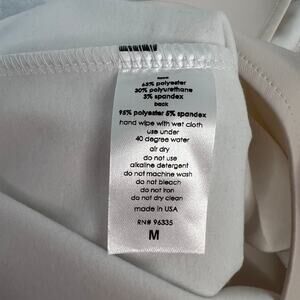 63% polyester
30% polyurethane
3% spandex
back
95% polyester 5% spandex
hand wipe with wet cloth
use under
40 degree water
air dry
do not use
alkaline detergent
do not machine wash
do not bleach
do not iron
do not dry clean
made in USA
RN# 96335
M